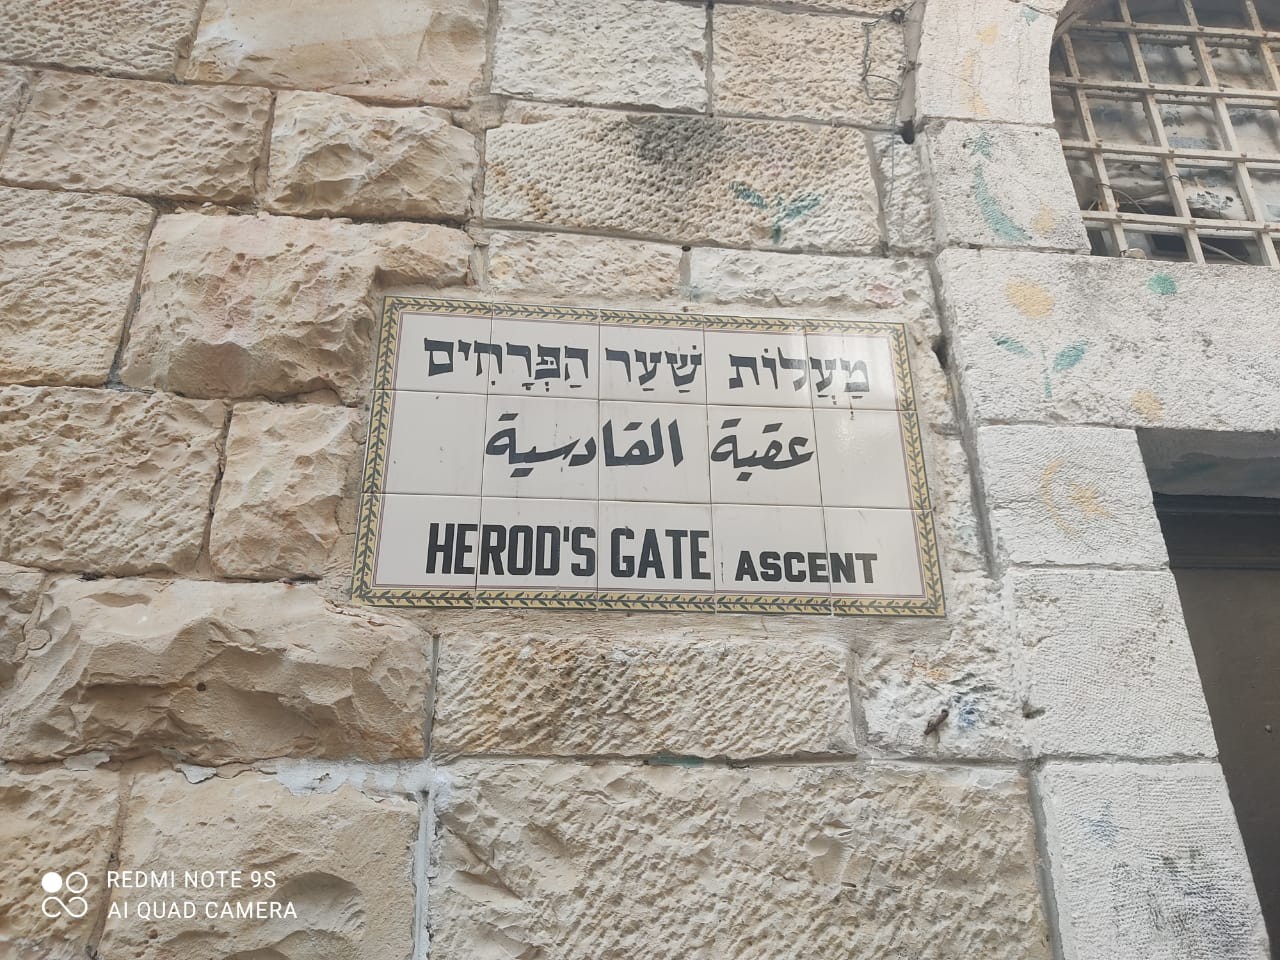 מַעֲלוֹת שַׁעַר הַפְּרָחִים
عقبة القادسية
HEROD'S GATE ASCENT
REDMI NOTE 9S
AI QUAD CAMERA